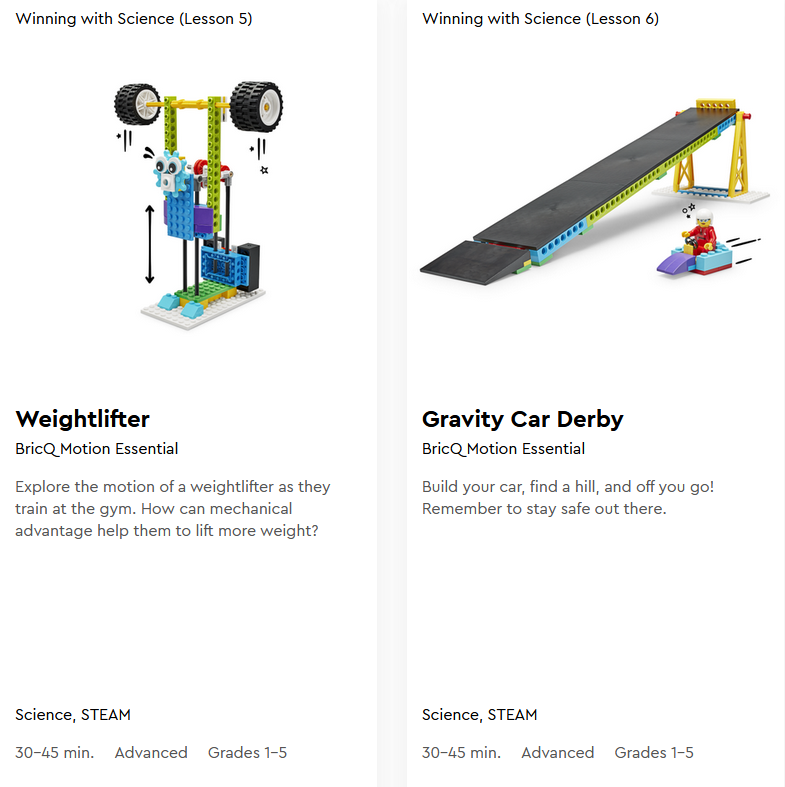 Winning with Science (Lesson 5)
Weightlifter
BricQ Motion Essential
Explore the motion of a weightlifter as they
train at the gym. How can mechanical
advantage help them to lift more weight?
Science, STEAM
30–45 min. Advanced Grades 1–5
Winning with Science (Lesson 6)
Gravity Car Derby
BricQ Motion Essential
Build your car, find a hill, and off you go!
Remember to stay safe out there.
Science, STEAM
30–45 min. Advanced Grades 1–5